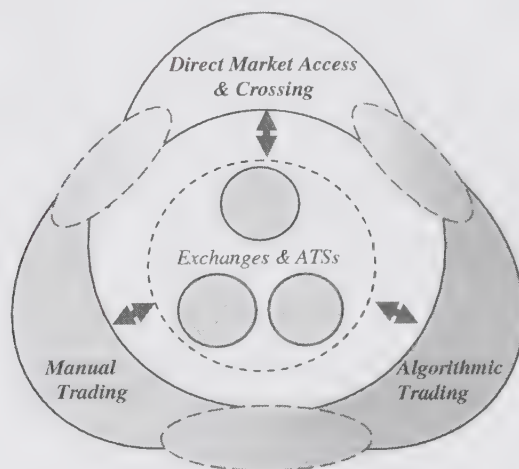 Direct Market Access
& Crossing
Exchanges & ATSs
Manual
Trading
Algorithmic
Trading